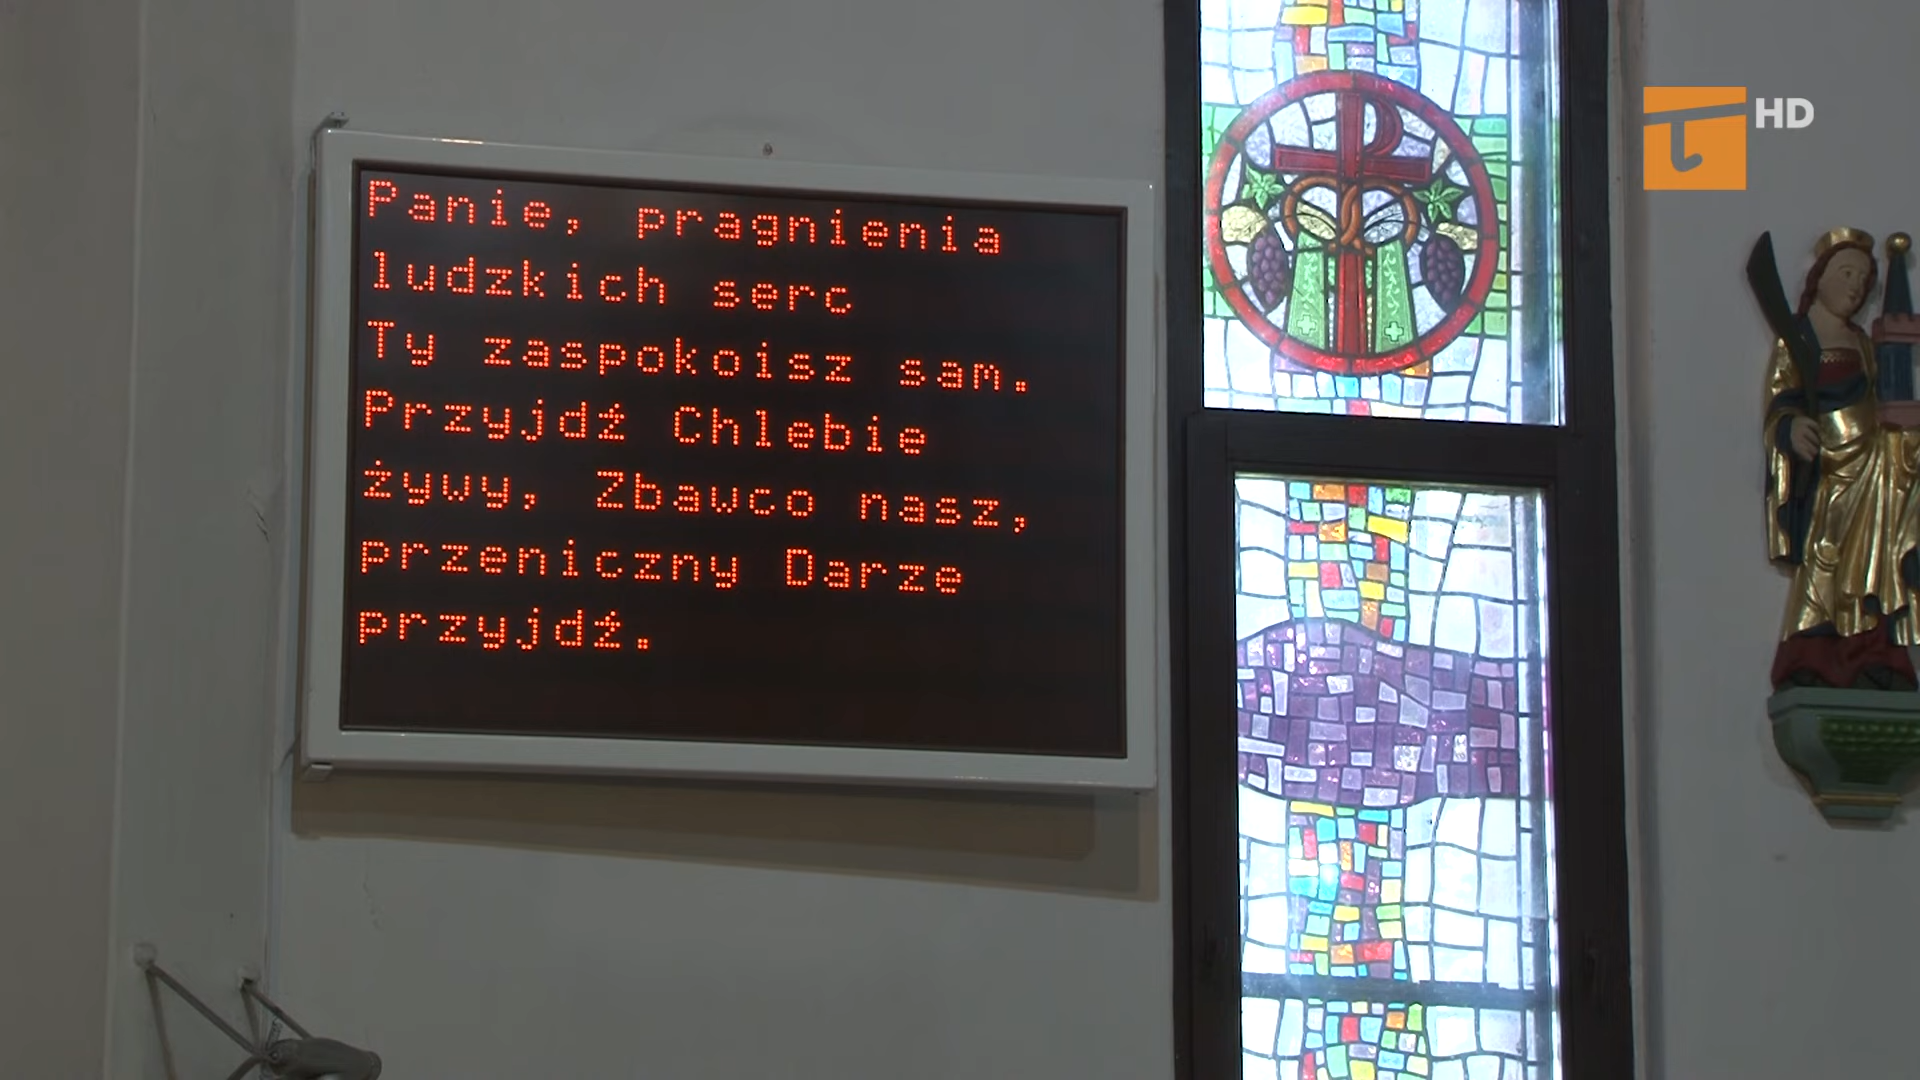 Panie, pragnienia
ludzkich serc
Ty zaspokoisz sam.
Przyjdź Chlebie
żywy, Zbawco nasz,
przeniczny Darze
przyjdź.
HD